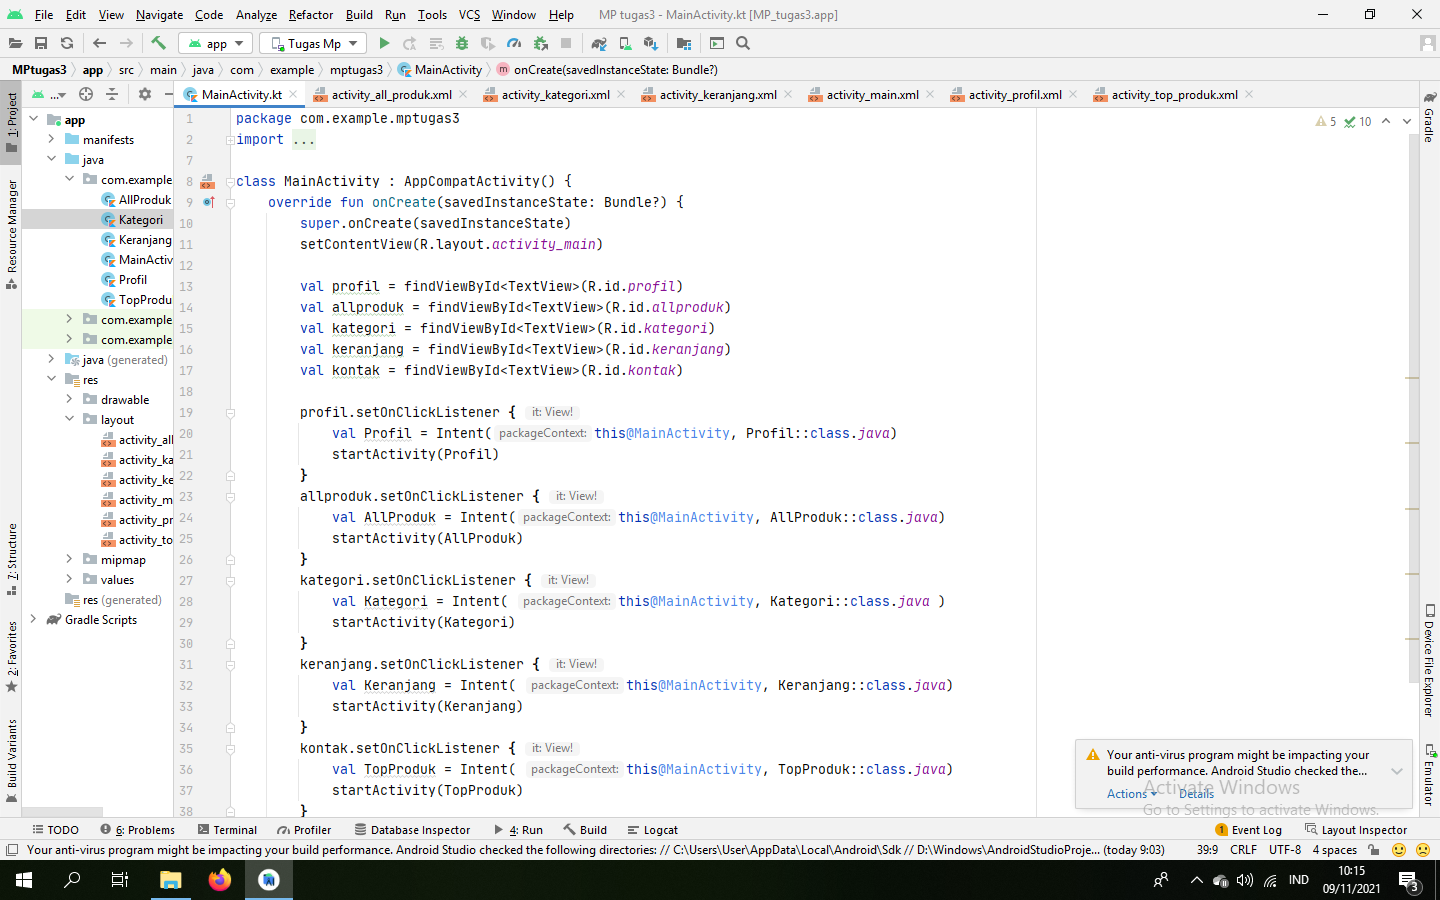 File Edit View Navigate Code Analyze Refactor Build Run Tools VCS Window Help MP tugas3 - MainActivity.kt [MP_tugas3.app]
app Tugas Mp
MPtugas3 app src main java com example mptugas3 MainActivity onCreate(savedInstanceState: Bundle?)
... MainActivity.kt activity_all_produk.xml activity_kategori.xml activity_keranjang.xml activity_main.xml activity_profil.xml activity_top_produk.xml
1: Project
Resource Manager
7: Structure
2: Favorites
Build Variants
app
manifests
java
com.example
AllProduk
Kategori
Keranjang
MainActiv
Profil
TopProdu
com.example
com.example
java (generated)
res
drawable
layout
activity_all
activity_ka
activity_ke
activity_m
activity_pr
activity_to
mipmap
values
res (generated)
Gradle Scripts
5 10
1 package com.example.mptugas3
2 import ...
7
8 class MainActivity : AppCompatActivity() {
9 override fun onCreate(savedInstanceState: Bundle?) {
10 super.onCreate(savedInstanceState)
11 setContentView(R.layout.activity_main)
12
13 val profil = findViewById<TextView>(R.id.profil)
14 val allproduk = findViewById<TextView>(R.id.allproduk)
15 val kategori = findViewById<TextView>(R.id.kategori)
16 val keranjang = findViewById<TextView>(R.id.keranjang)
17 val kontak = findViewById<TextView>(R.id.kontak)
18
19 profil.setOnClickListener { it: View!
20 val Profil = Intent( packageContext: this@MainActivity, Profil::class.java)
21 startActivity(Profil)
22 }
23 allproduk.setOnClickListener { it: View!
24 val AllProduk = Intent( packageContext: this@MainActivity, AllProduk::class.java)
25 startActivity(AllProduk)
26 }
27 kategori.setOnClickListener { it: View!
28 val Kategori = Intent( packageContext: this@MainActivity, Kategori::class.java )
29 startActivity(Kategori)
30 }
31 keranjang.setOnClickListener { it: View!
32 val Keranjang = Intent( packageContext: this@MainActivity, Keranjang::class.java)
33 startActivity(Keranjang)
34 }
35 kontak.setOnClickListener { it: View!
36 val TopProduk = Intent( packageContext: this@MainActivity, TopProduk::class.java)
37 startActivity(TopProduk)
38 }
Gradle
Device File Explorer
Emulator
Your anti-virus program might be impacting your
build performance. Android Studio checked the...
Actions Details
Activate Windows
Go to Settings to activate Windows.
TODO 6: Problems Terminal Profiler Database Inspector 4: Run Build Logcat 1 Event Log Layout Inspector
Your anti-virus program might be impacting your build performance. Android Studio checked the following directories: // C:\Users\User\AppData\Local\Android\Sdk // D:\Windows\AndroidStudioProje... (today 9:03) 39:9 CRLF UTF-8 4 spaces
IND 10:15
09/11/2021
3